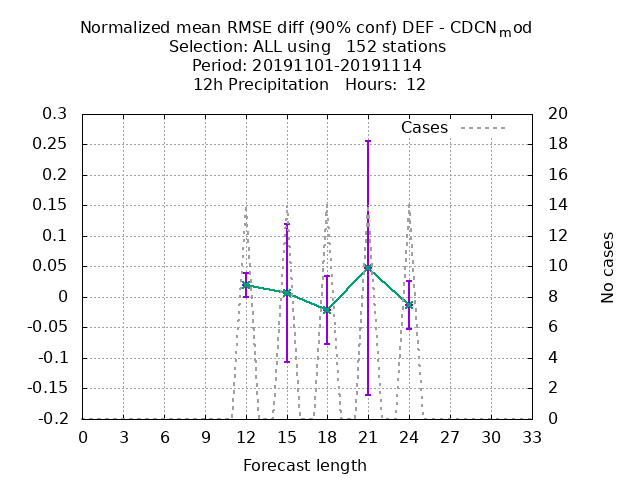 Normalized mean RMSE diff (90% conf) DEF - CDCNmod
Selection: ALL using   152 stations
Period: 20191101-20191114
12h Precipitation   Hours:  12
Cases
0.3
0.25
0.2
0.15
0.1
0.05
0
-0.05
-0.1
-0.15
-0.2
20
18
16
14
12
10
8
6
4
2
0
No cases
0 3 6 9 12 15 18 21 24 27 30 33
Forecast length